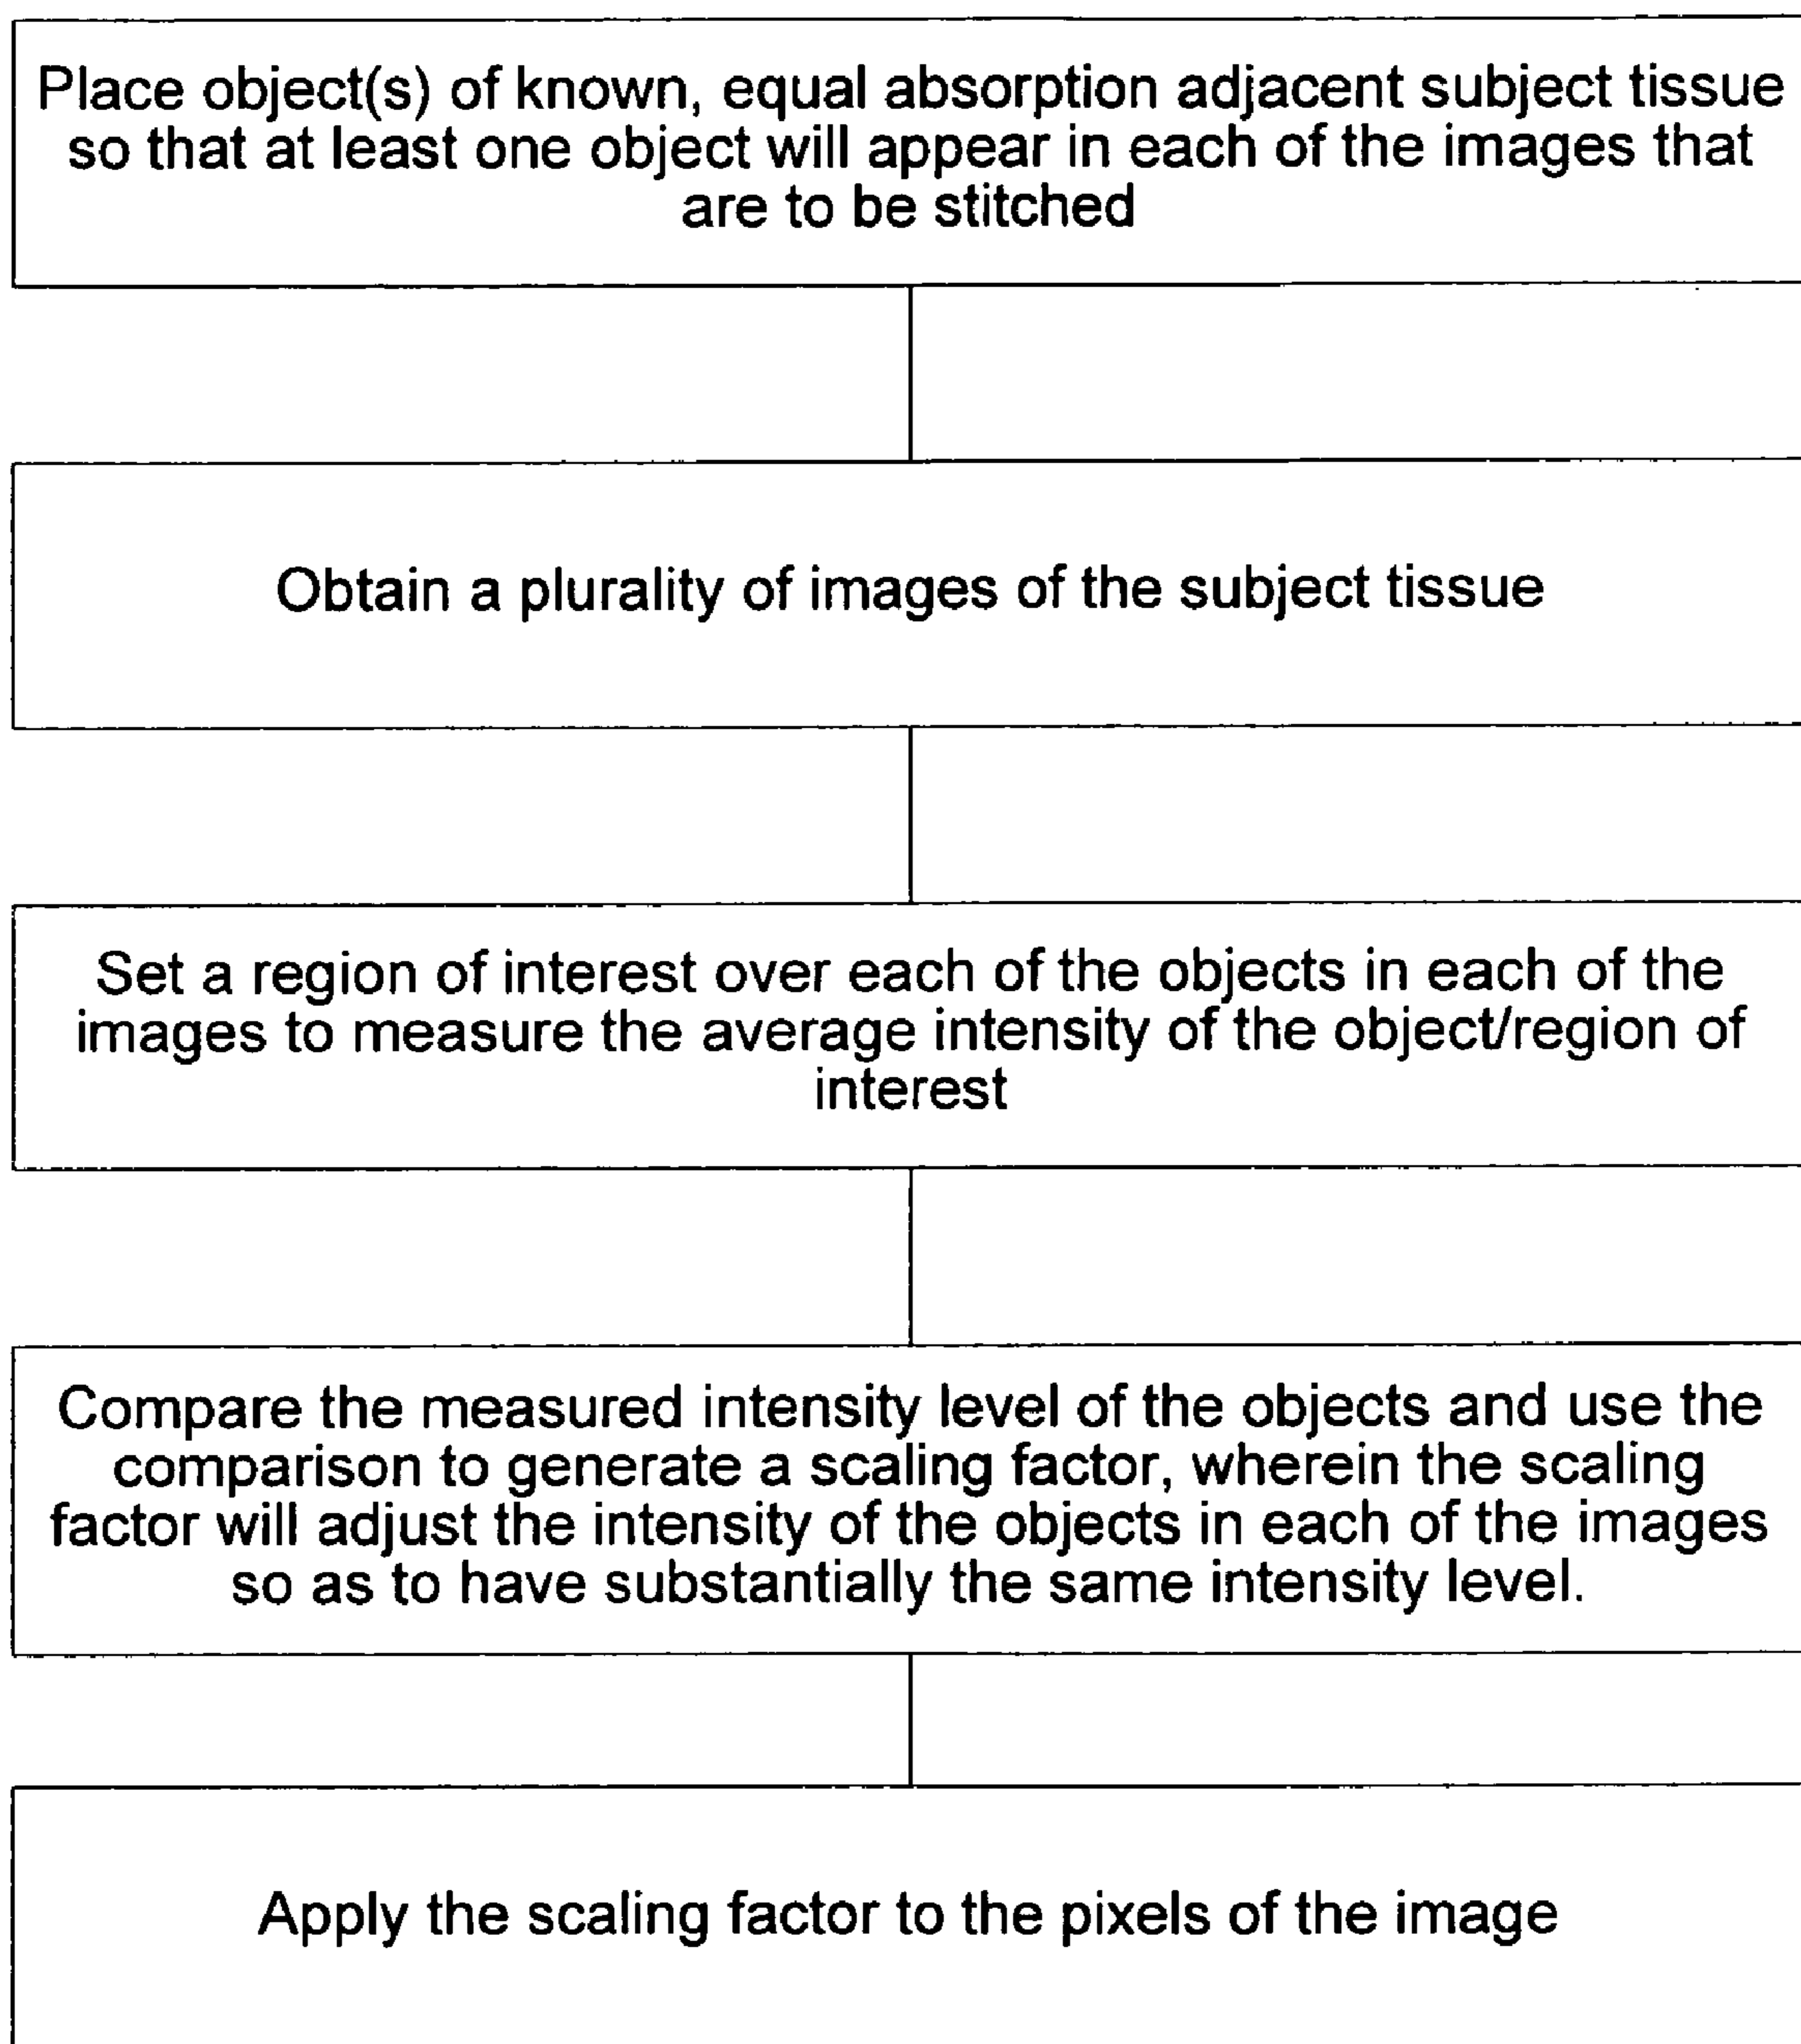 Place object(s) of known, equal absorption adjacent subject tissue
so that at least one object will appear in each of the images that
are to be stitched
Obtain a plurality of images of the subject tissue
Set a region of interest over each of the objects in each of the
images to measure the average intensity of the object/region of
interest
Compare the measured intensity level of the objects and use the
comparison to generate a scaling factor, wherein the scaling
factor will adjust the intensity of the objects in each of the images
so as to have substantially the same intensity level.
Apply the scaling factor to the pixels of the image